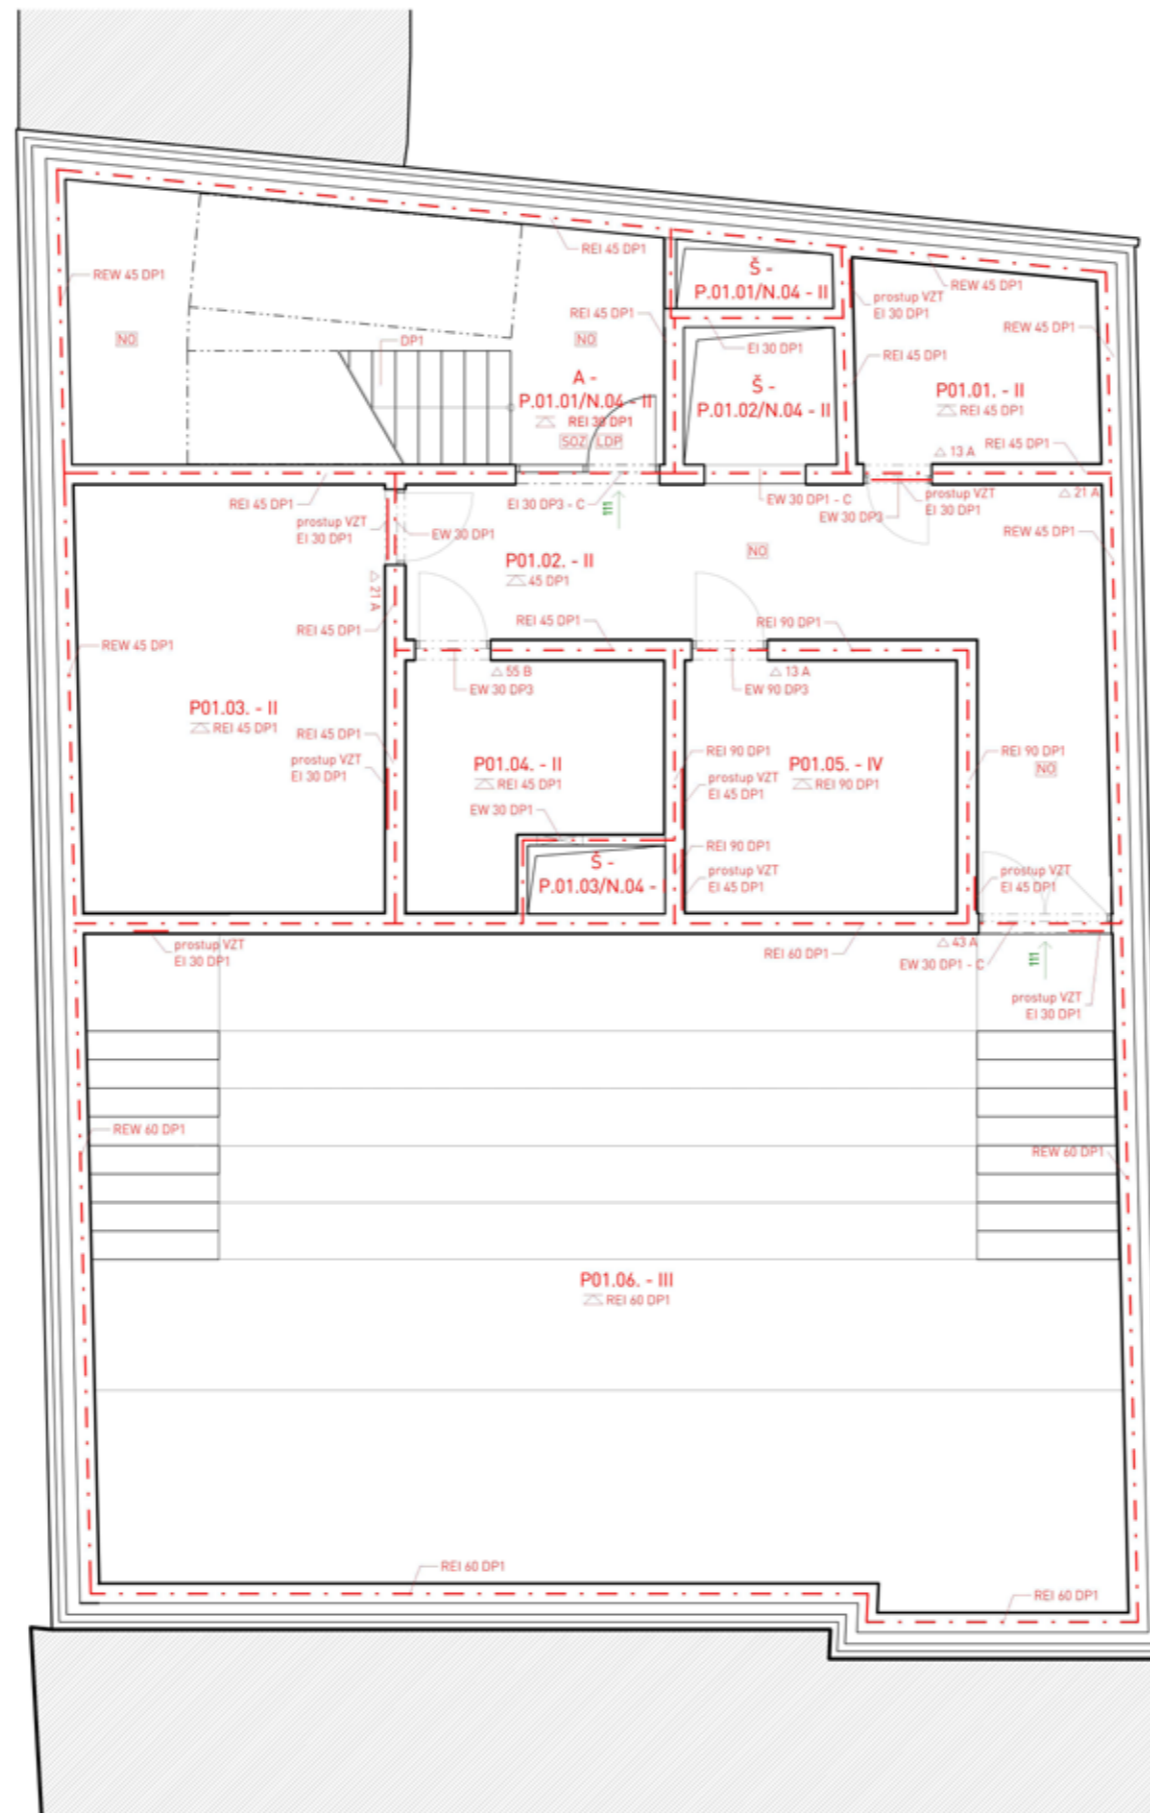 REI 45 DP1
REW 45 DP1
NO
DP1
NO
REI 45 DP1
A -
P.01.01/N.04 - II
REI 30 DP1
SOZ
LDP
Š -
P.01.01/N.04 - II
EI 30 DP1
Š -
P.01.02/N.04 - II
prostup VZT
EI 30 DP1
REW 45 DP1
REW 45 DP1
REI 45 DP1
P01.01. - II
REI 45 DP1
13 A
REI 45 DP1
REI 45 DP1
prostup VZT
EI 30 DP1
EW 30 DP1
EI 30 DP3 - C
111
EW 30 DP1 - C
EW 30 DP3
prostup VZT
EI 30 DP1
21 A
REW 45 DP1
P01.02. - II
45 DP1
NO
21 A
REI 45 DP1
REI 45 DP1
REI 90 DP1
REW 45 DP1
55 B
EW 30 DP3
13 A
EW 90 DP3
P01.03. - II
REI 45 DP1
REI 45 DP1
prostup VZT
EI 30 DP1
P01.04. - II
REI 45 DP1
EW 30 DP1
REI 90 DP1
prostup VZT
EI 45 DP1
P01.05. - IV
REI 90 DP1
REI 90 DP1
NO
REI 90 DP1
prostup VZT
EI 45 DP1
Š -
P.01.03/N.04 -
prostup VZT
EI 45 DP1
prostup VZT
EI 30 DP1
REI 60 DP1
43 A
EW 30 DP1 - C
111
prostup VZT
EI 30 DP1
REW 60 DP1
REW 60 DP1
P01.06. - III
REI 60 DP1
REI 60 DP1
REI 60 DP1